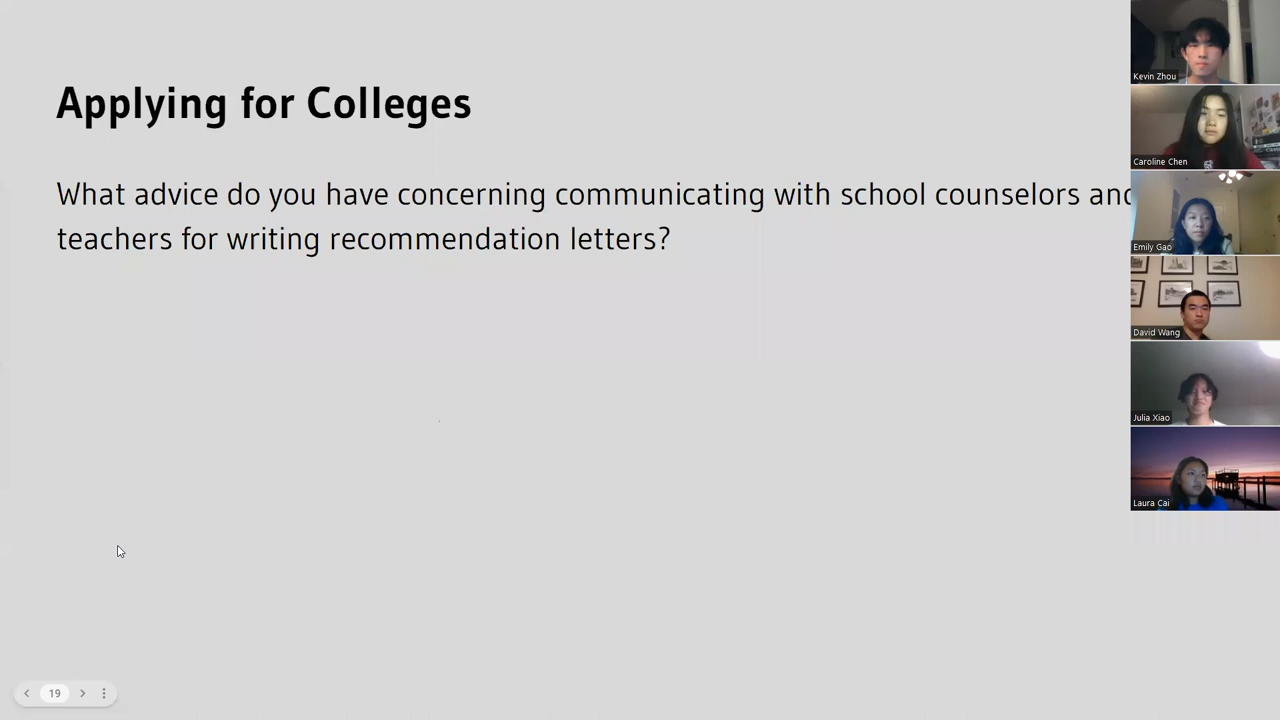 Applying for Colleges
What advice do you have concerning communicating with school counselors and
teachers for writing recommendation letters?
Kevin Zhou
Caroline Chen
Emily Gao
David Wang
Julia Xiao
Laura Cai
19